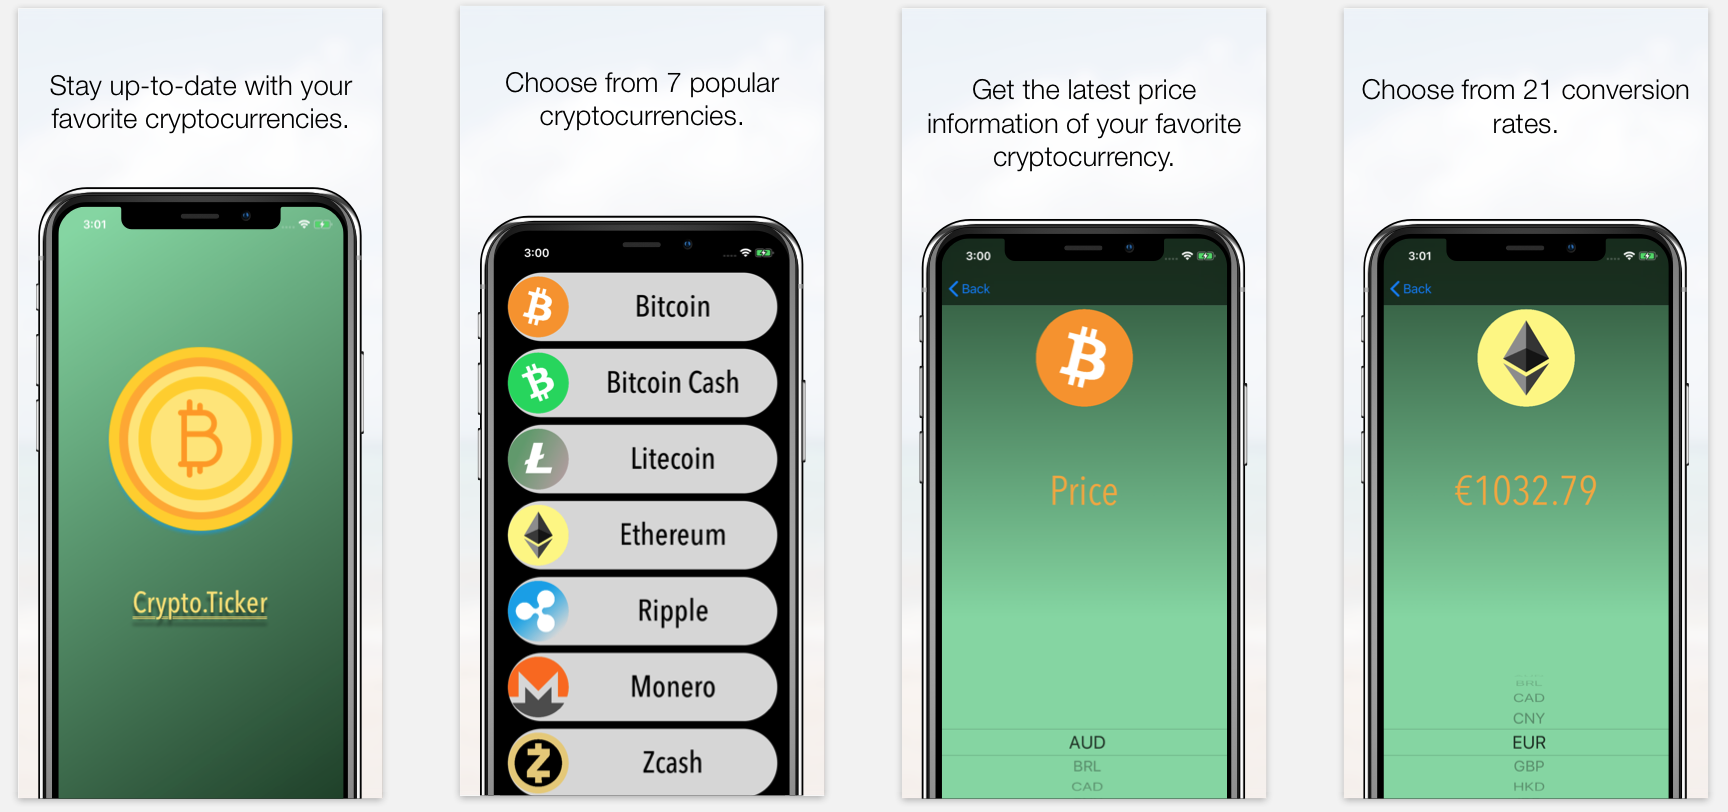 Stay up-to-date with your
favorite cryptocurrencies.
3:01
Crypto.Ticker
Choose from 7 popular
cryptocurrencies.
3:00
Bitcoin
Bitcoin Cash
Litecoin
Ethereum
Ripple
Monero
Zcash
Get the latest price
information of your favorite
cryptocurrency.
3:00
Back
Price
AUD
BRL
CAD
Choose from 21 conversion
rates.
3:01
Back
€1032.79
BRL
CAD
CNY
EUR
GBP
HKD